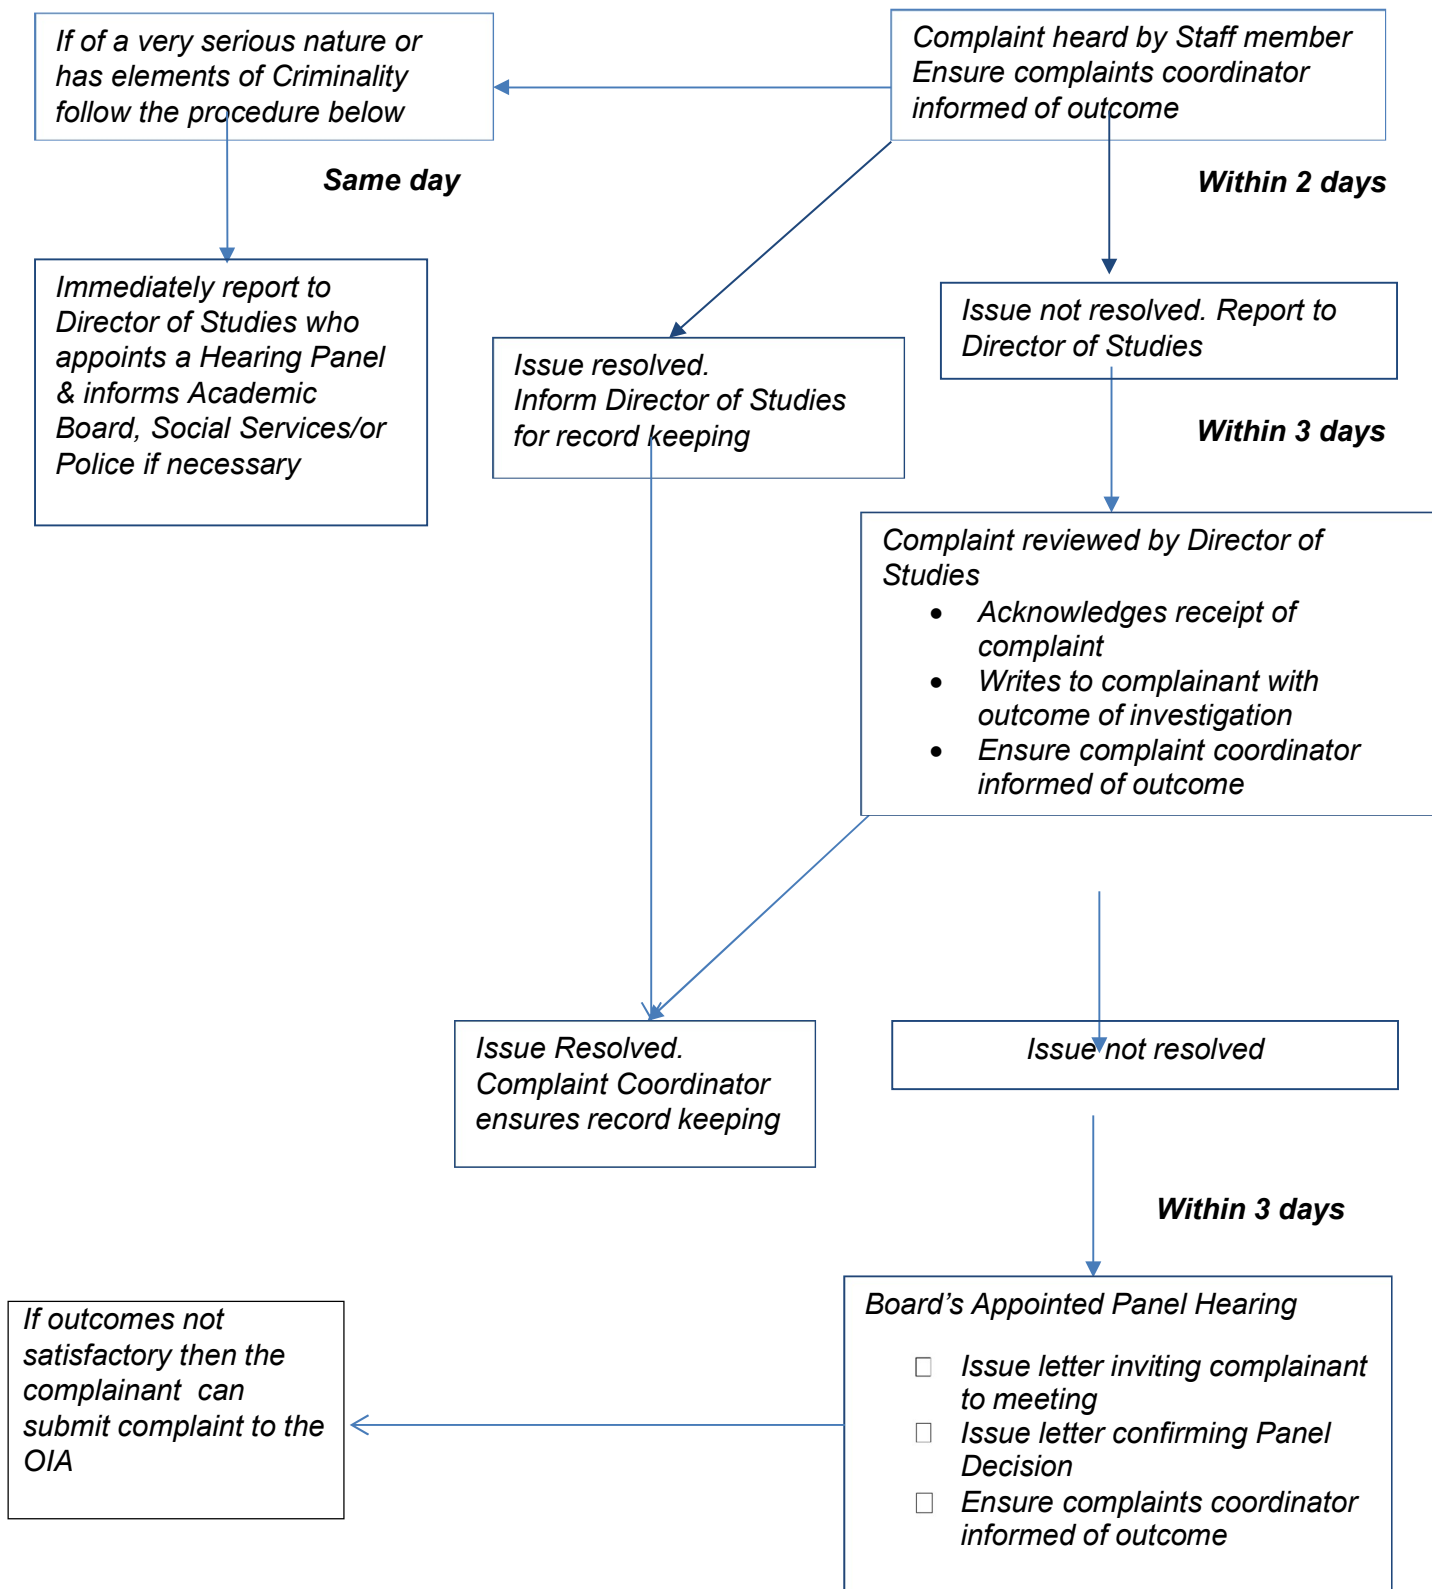 If of a very serious nature or
has elements of Criminality
follow the procedure below
Complaint heard by Staff member
Ensure complaints coordinator
informed of outcome
Same day
Within 2 days
Immediately report to
Director of Studies who
appoints a Hearing Panel
& informs Academic
Board, Social Services/or
Police if necessary
Issue resolved.
Inform Director of Studies
for record keeping
Issue not resolved. Report to
Director of Studies
Within 3 days
Complaint reviewed by Director of
Studies
• Acknowledges receipt of
complaint
• Writes to complainant with
outcome of investigation
• Ensure complaint coordinator
informed of outcome
Issue Resolved.
Complaint Coordinator
ensures record keeping
Issue not resolved
Within 3 days
If outcomes not
satisfactory then the
complainant can
submit complaint to the
OIA
Board's Appointed Panel Hearing
□ Issue letter inviting complainant
to meeting
□ Issue letter confirming Panel
Decision
□ Ensure complaints coordinator
informed of outcome